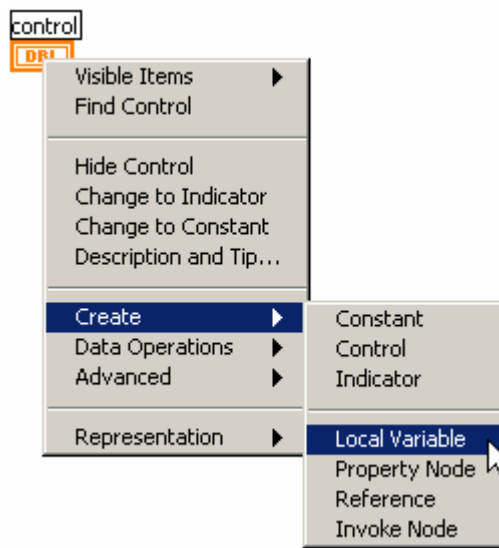 control
DBL
Visible Items
Find Control
Hide Control
Change to Indicator
Change to Constant
Description and Tip...
Create
Data Operations
Advanced
Representation
Constant
Control
Indicator
Local Variable
Property Node
Reference
Invoke Node